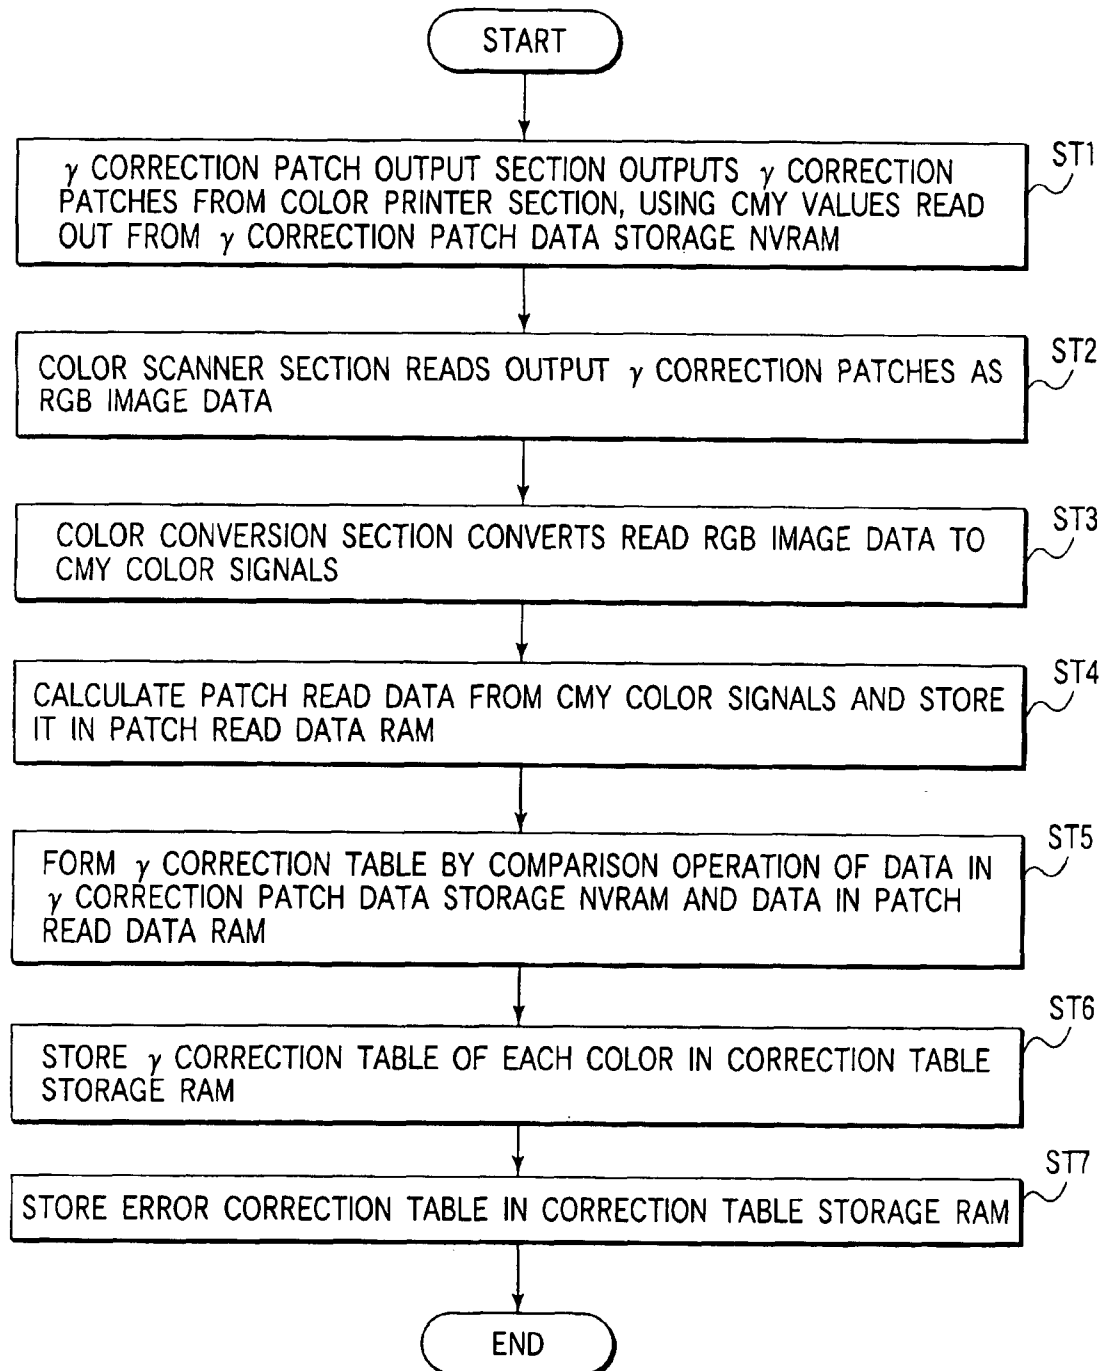 START
γ CORRECTION PATCH OUTPUT SECTION OUTPUTS γ CORRECTION
PATCHES FROM COLOR PRINTER SECTION, USING CMY VALUES READ
OUT FROM γ CORRECTION PATCH DATA STORAGE NVRAM
ST1
COLOR SCANNER SECTION READS OUTPUT γ CORRECTION PATCHES AS
RGB IMAGE DATA
ST2
COLOR CONVERSION SECTION CONVERTS READ RGB IMAGE DATA TO
CMY COLOR SIGNALS
ST3
CALCULATE PATCH READ DATA FROM CMY COLOR SIGNALS AND STORE
IT IN PATCH READ DATA RAM
ST4
FORM γ CORRECTION TABLE BY COMPARISON OPERATION OF DATA IN
γ CORRECTION PATCH DATA STORAGE NVRAM AND DATA IN PATCH
READ DATA RAM
ST5
STORE γ CORRECTION TABLE OF EACH COLOR IN CORRECTION TABLE
STORAGE RAM
ST6
STORE ERROR CORRECTION TABLE IN CORRECTION TABLE STORAGE RAM
ST7
END